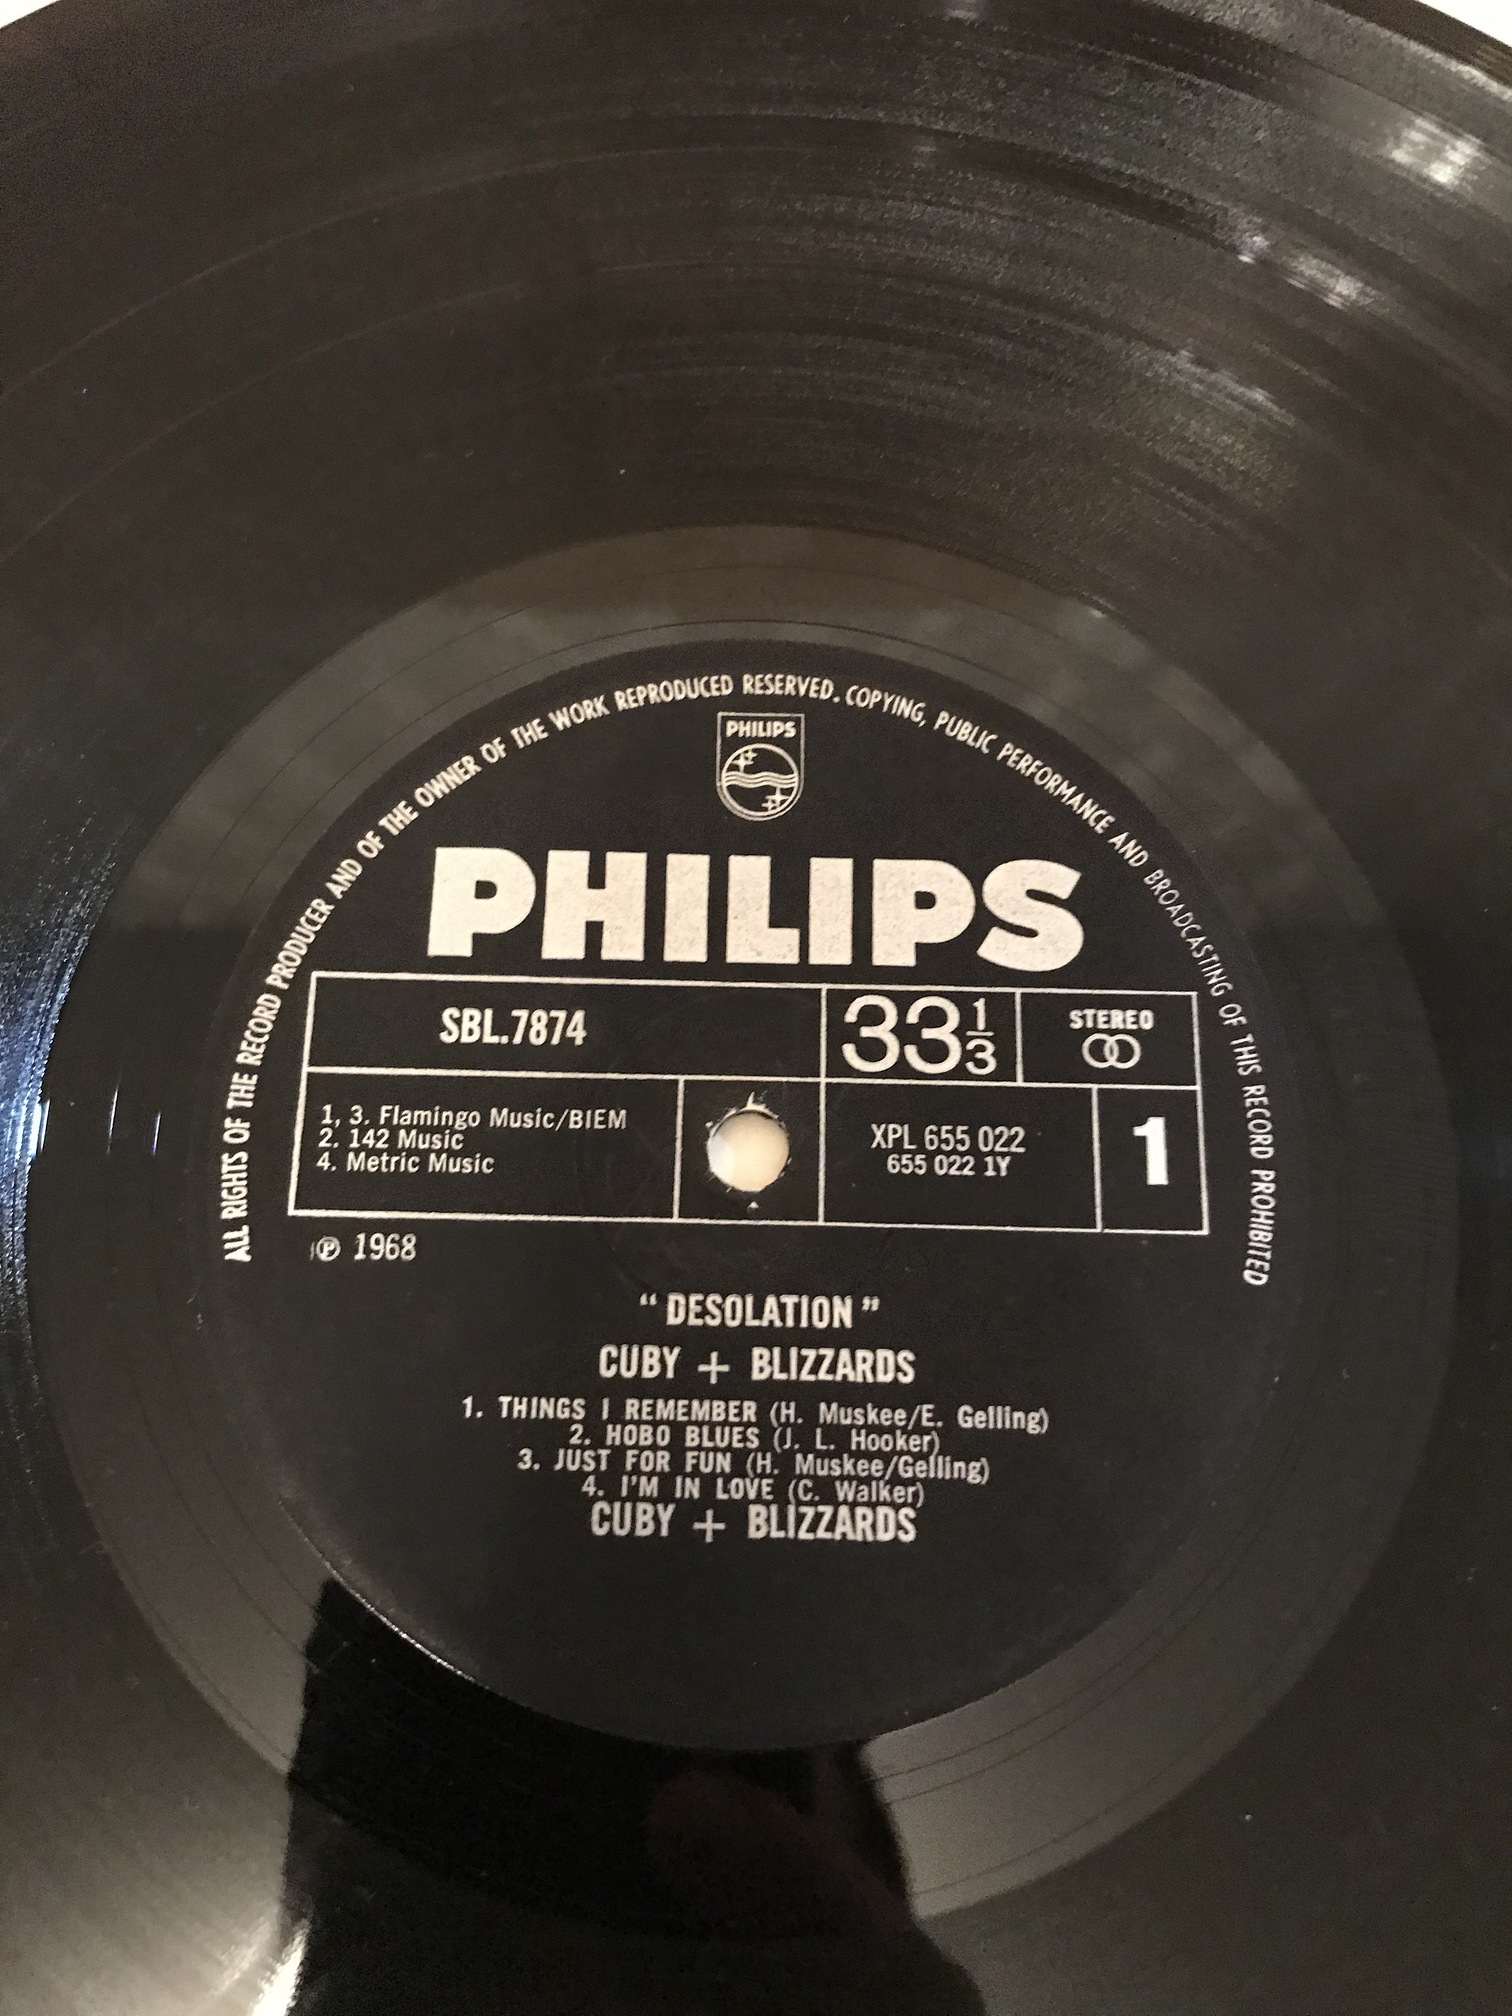 ALL RIGHTS OF THE RECORD PRODUCER AND OF THE OWNER OF THE WORK REPRODUCED RESERVED. COPYING, PUBLIC PERFORMANCE AND BROADCASTING OF THIS RECORD PROHIBITED
PHILIPS
PHILIPS
SBL.7874
33 1/3
STEREO
1, 3. Flamingo Music/BIEM
2. 142 Music
4. Metric Music
XPL 655 022
655 022 1Y
1
℗ 1968
“ DESOLATION ”
CUBY + BLIZZARDS
1. THINGS I REMEMBER (H. Muskee/E. Gelling)
2. HOBO BLUES (J. L. Hooker)
3. JUST FOR FUN (H. Muskee/Gelling)
4. I'M IN LOVE (C. Walker)
CUBY + BLIZZARDS